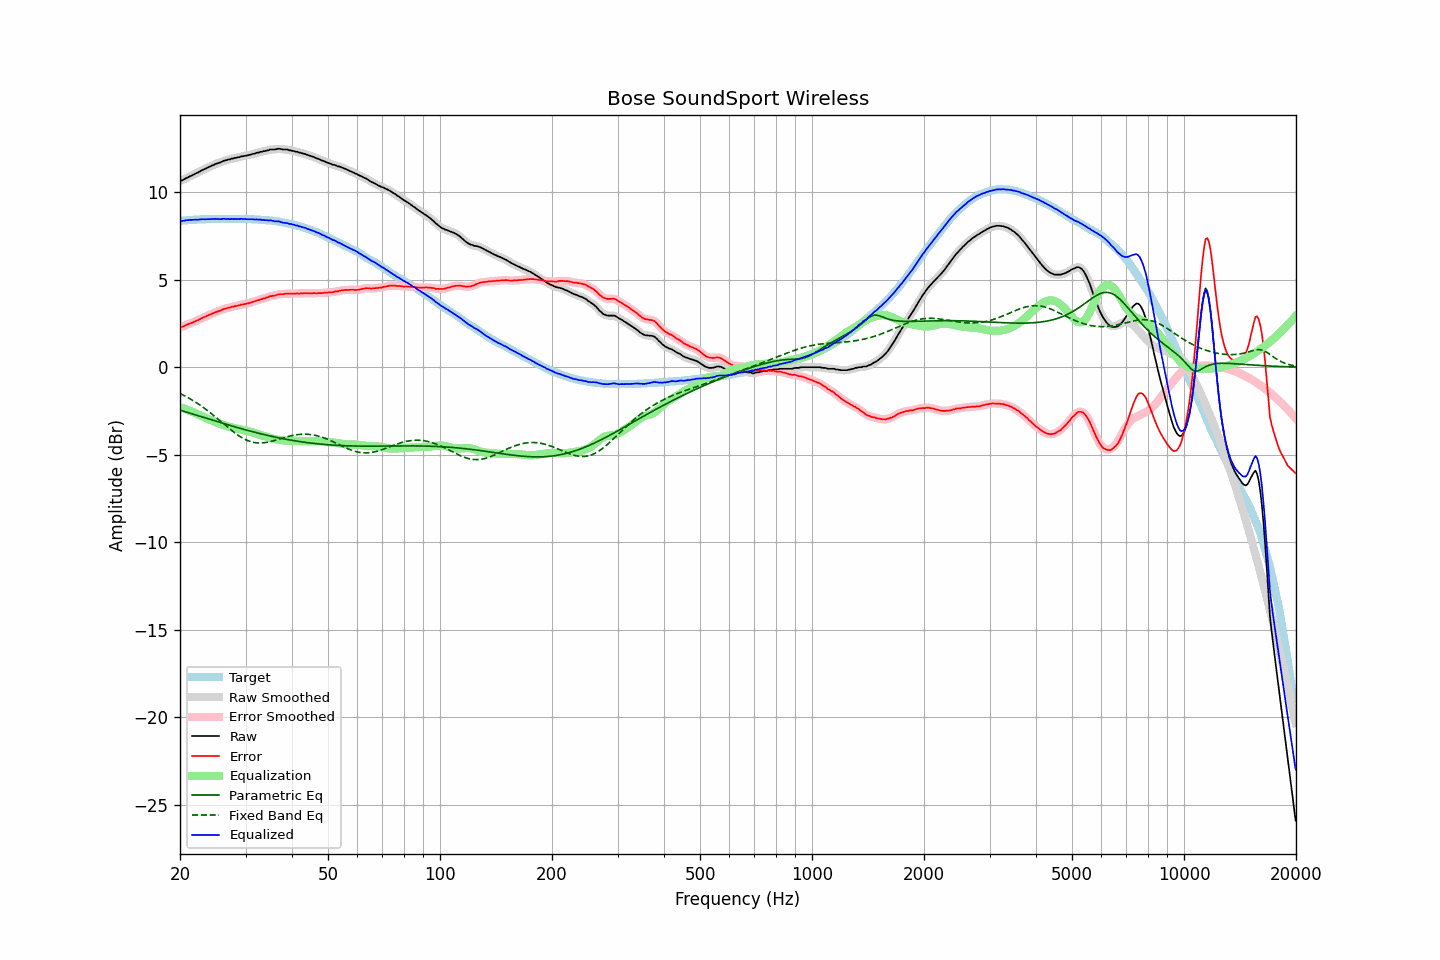 Bose SoundSport Wireless
Amplitude (dBr)
10
5
0
−5
−10
−15
−20
−25
Target
Raw Smoothed
Error Smoothed
Raw
Error
Equalization
Parametric Eq
Fixed Band Eq
Equalized
20 50 100 200 500 1000 2000 5000 10000 20000
Frequency (Hz)